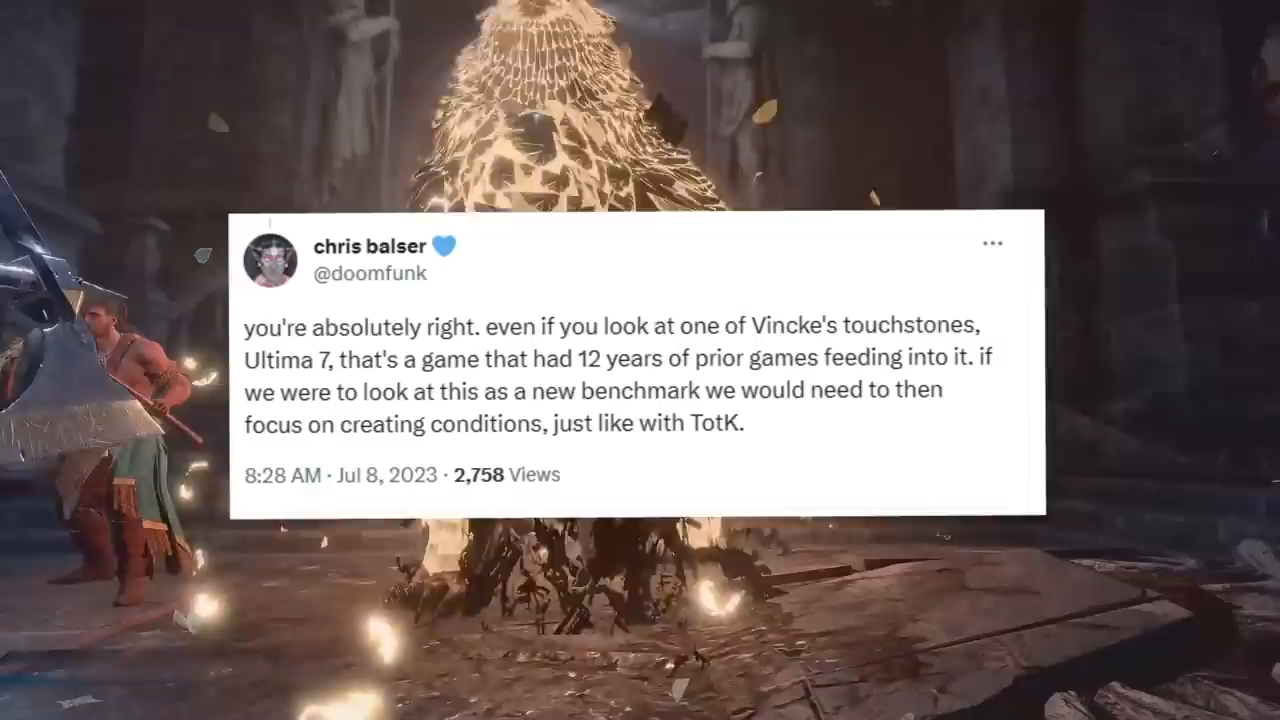 chris balser 💙
@doomfunk
you're absolutely right. even if you look at one of Vincke's touchstones,
Ultima 7, that's a game that had 12 years of prior games feeding into it. if
we were to look at this as a new benchmark we would need to then
focus on creating conditions, just like with TotK.
8:28 AM · Jul 8, 2023 · 2,758 Views